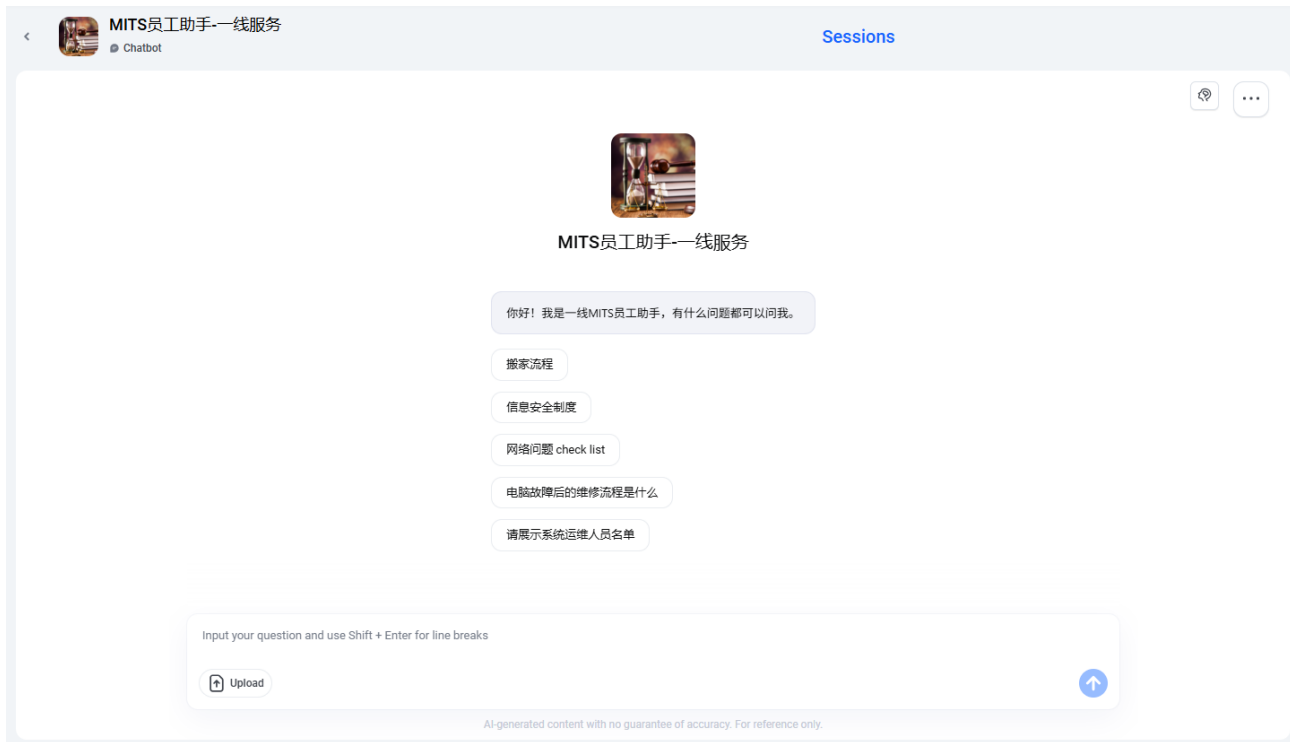 MITS员工助手-一线服务
Chatbot
Sessions
MITS员工助手-一线服务
你好！我是一线MITS员工助手，有什么问题都可以问我。
搬家流程
信息安全制度
网络问题 check list
电脑故障后的维修流程是什么
请展示系统运维人员名单
Input your question and use Shift + Enter for line breaks
Upload
AI-generated content with no guarantee of accuracy. For reference only.